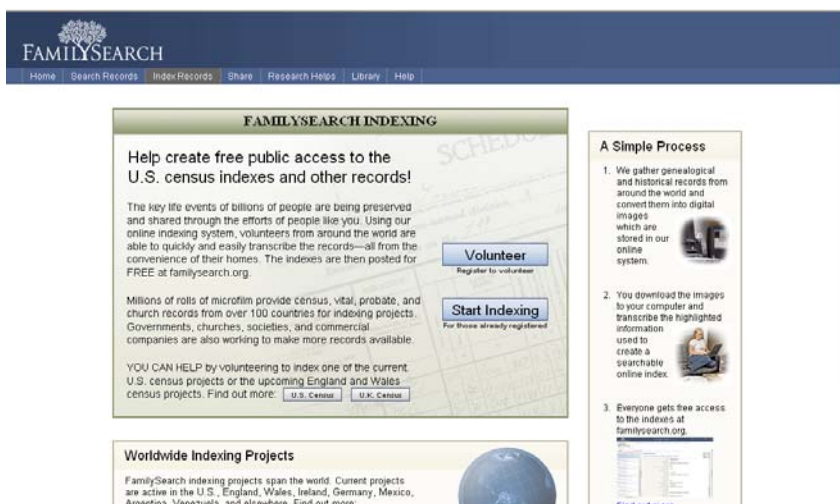 FAMILYSEARCH
Home Search Records Index Records Share Research Helps Library Help
FAMILYSEARCH INDEXING
Help create free public access to the
U.S. census indexes and other records!
The key life events of billions of people are being preserved
and shared through the efforts of people like you. Using our
online indexing system, volunteers from around the world are
able to quickly and easily transcribe the records—all from the
convenience of their homes. The indexes are then posted for
FREE at familysearch.org.
Millions of rolls of microfilm provide census, vital, probate, and
church records from over 100 countries for indexing projects.
Governments, churches, societies, and commercial
companies are also working to make more records available.
YOU CAN HELP by volunteering to index one of the current
U.S. census projects or the upcoming England and Wales
census projects. Find out more: U.S. Census U.K. Census
SCHEDU
Volunteer
Register to volunteer
Start Indexing
For those already registered
Worldwide Indexing Projects
FamilySearch indexing projects span the world. Current projects
are active in the U.S., England, Wales, Ireland, Germany, Mexico,
Argentina, Venezuela, and elsewhere. Find out more:
A Simple Process
1. We gather genealogical
and historical records from
around the world and
convert them into digital
images
which are
stored in our
online
system.
2. You download the images
to your computer and
transcribe the highlighted
information
used to
create a
searchable
online index.
3. Everyone gets free access
to the indexes at
familysearch.org.
Find out more